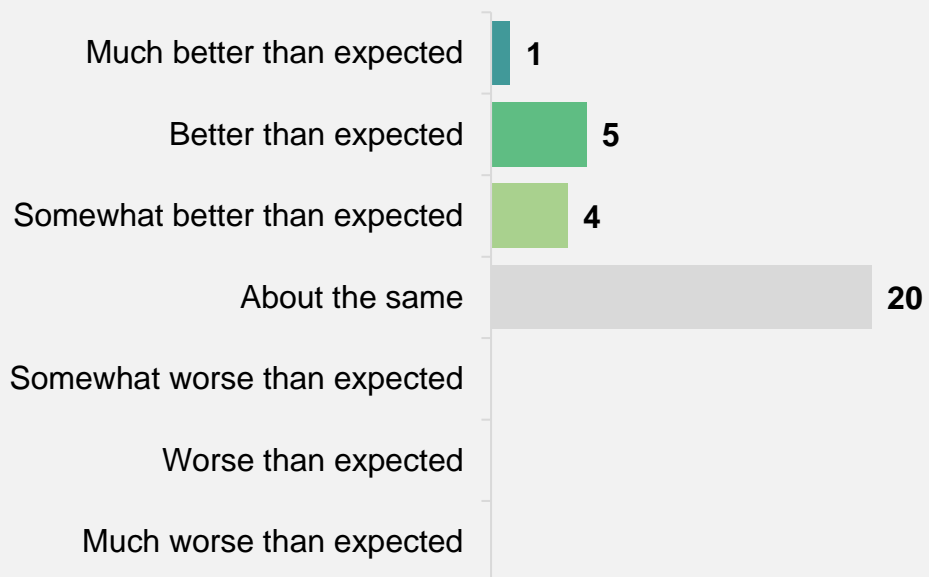 Much better than expected 1
Better than expected 5
Somewhat better than expected 4
About the same 20
Somewhat worse than expected
Worse than expected
Much worse than expected